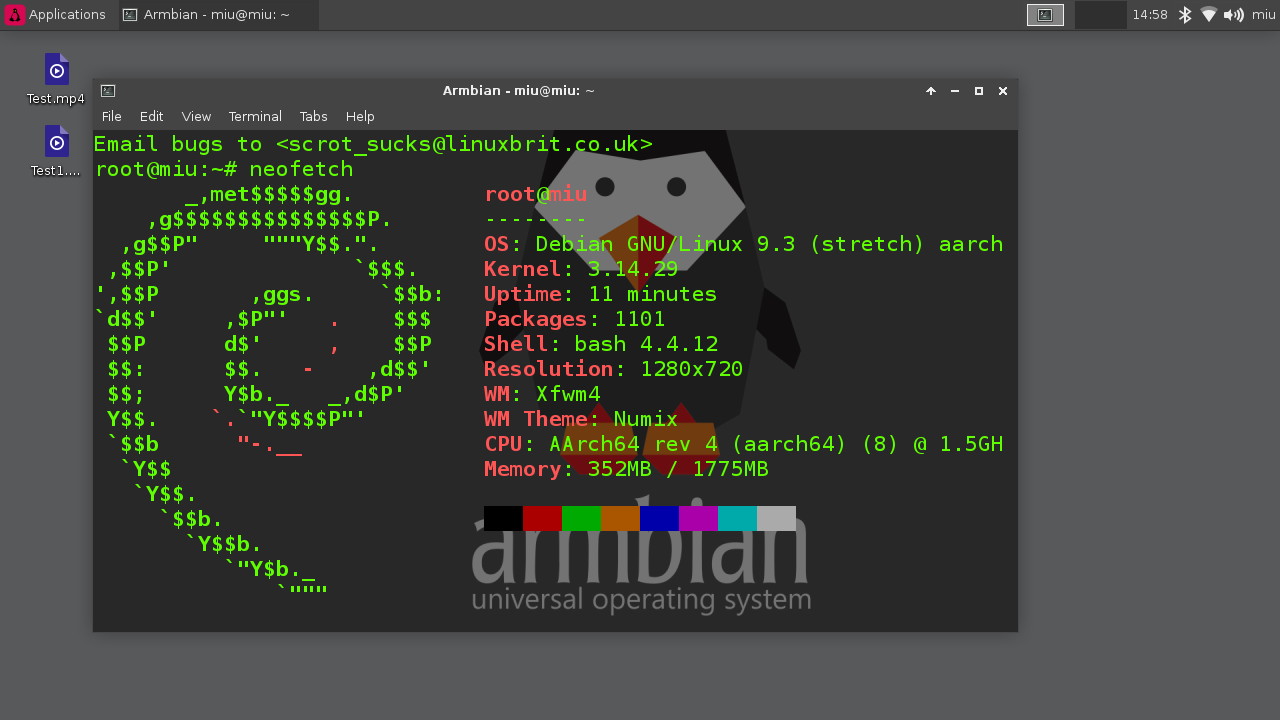 Applications
Armbian - miu@miu: ~
14:58
miu
Test.mp4
Test1....
Armbian - miu@miu: ~
File Edit View Terminal Tabs Help
Email bugs to <scrot_sucks@linuxbrit.co.uk>
root@miu:~# neofetch
_,met$$$$$gg. root@miu
,g$$$$$$$$$$$$$$$P. --------
,g$$P" """Y$$.". OS: Debian GNU/Linux 9.3 (stretch) aarch
,$$P' `$$$. Kernel: 3.14.29
',$$P ,ggs. `$$b: Uptime: 11 minutes
`d$$' ,$P"' . $$$ Packages: 1101
$$P d$' , $$P Shell: bash 4.4.12
$$: $$. - ,d$$' Resolution: 1280x720
$$; Y$b._ _,d$P' WM: Xfwm4
Y$$. `.`"Y$$$$P"' WM Theme: Numix
`$$b "-.__ CPU: AArch64 rev 4 (aarch64) (8) @ 1.5GH
`Y$$ Memory: 352MB / 1775MB
`Y$$.
`$$b.
`Y$$b.
`"Y$b._
`"""
armbian
universal operating system